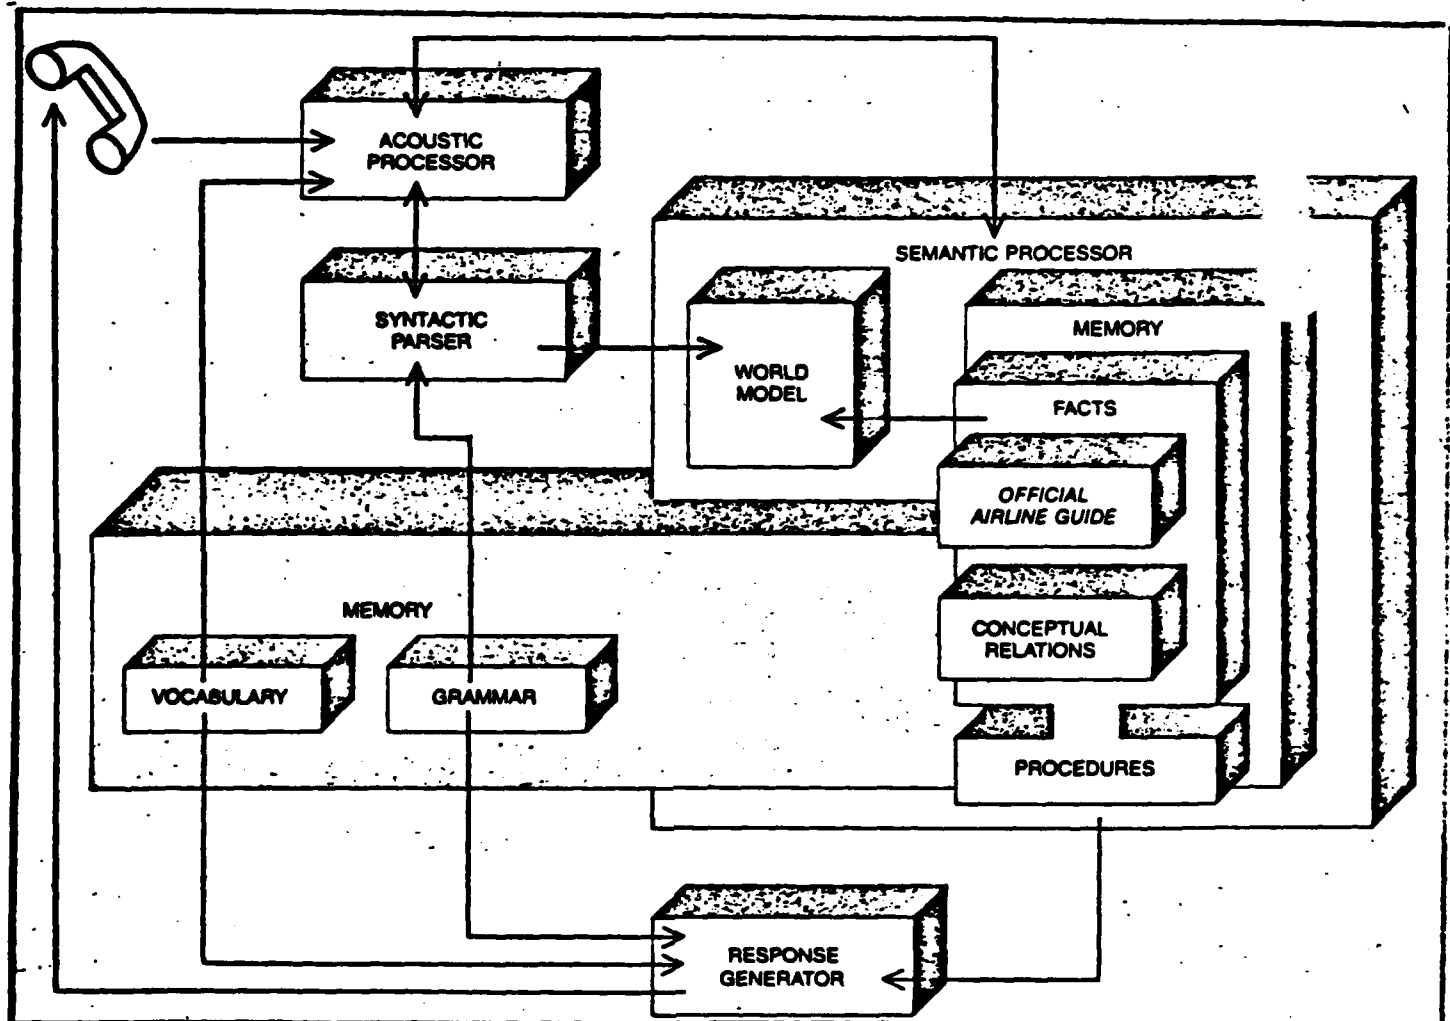 ACOUSTIC
PROCESSOR
SYNTACTIC
PARSER
SEMANTIC PROCESSOR
WORLD
MODEL
MEMORY
FACTS
OFFICIAL
AIRLINE GUIDE
CONCEPTUAL
RELATIONS
PROCEDURES
MEMORY
VOCABULARY
GRAMMAR
RESPONSE
GENERATOR